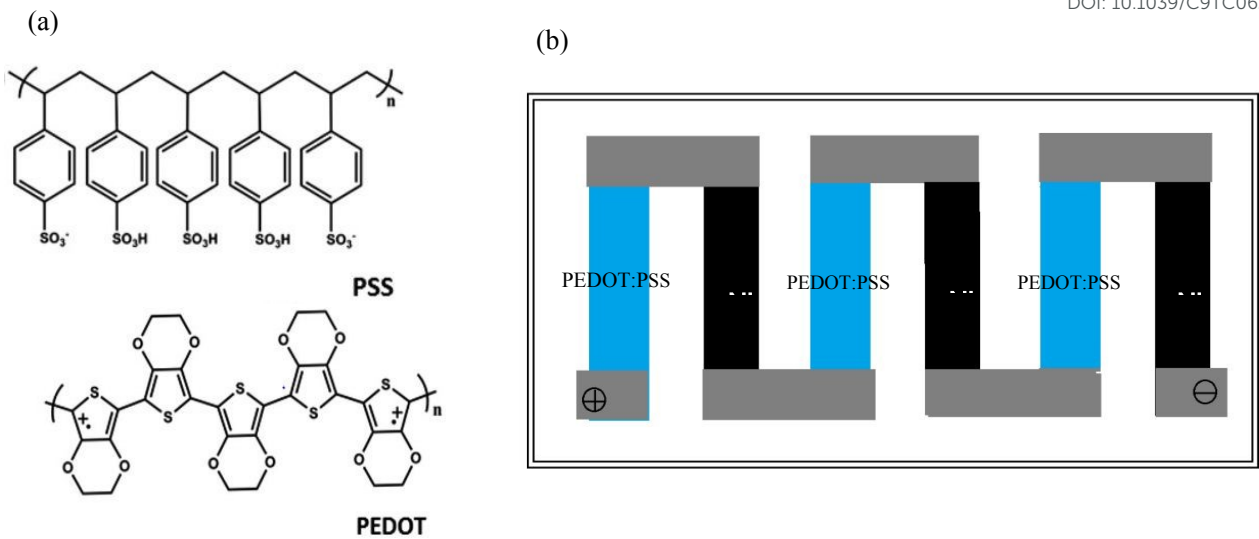 DOI: 10.1039/C9TC06
(a)
(b)
n
SO3- SO3H SO3H SO3H SO3-
PSS
PEDOT:PSS PEDOT:PSS PEDOT:PSS
O O O O
S S S
+. +.
n
S S
O O O O O O
PEDOT
⊕ ⊖